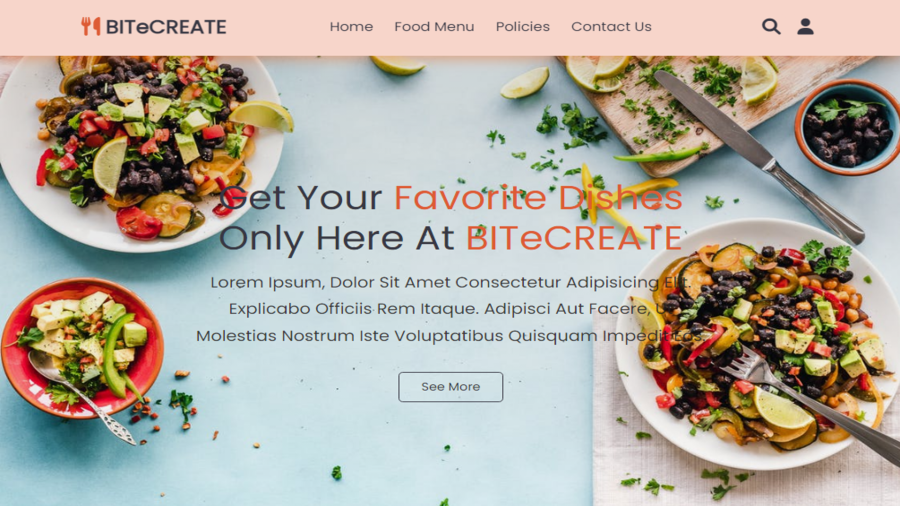 BITeCREATE
Home Food Menu Policies Contact Us
Get Your Favorite Dishes
Only Here At BITeCREATE
Lorem Ipsum, Dolor Sit Amet Consectetur Adipisicing Elit.
Explicabo Officiis Rem Itaque. Adipisci Aut Facere,
Molestias Nostrum Iste Voluptatibus Quisquam
See More